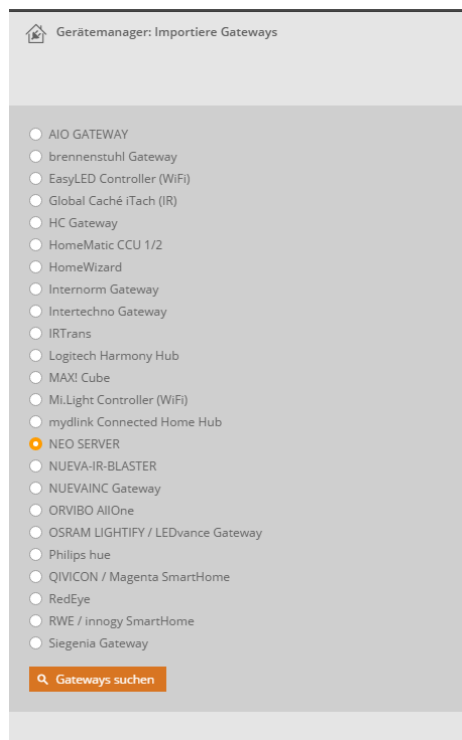 Gerätemanager: Importiere Gateways
AIO GATEWAY
brennenstuhl Gateway
EasyLED Controller (WiFi)
Global Caché iTach (IR)
HC Gateway
HomeMatic CCU 1/2
HomeWizard
Internorm Gateway
Intertechno Gateway
IRTrans
Logitech Harmony Hub
MAX! Cube
Mi.Light Controller (WiFi)
mydlink Connected Home Hub
NEO SERVER
NUEVA-IR-BLASTER
NUEVAINC Gateway
ORVIBO AllOne
OSRAM LIGHTIFY / LEDvance Gateway
Philips hue
QIVICON / Magenta SmartHome
RedEye
RWE / innogy SmartHome
Siegenia Gateway
Gateways suchen